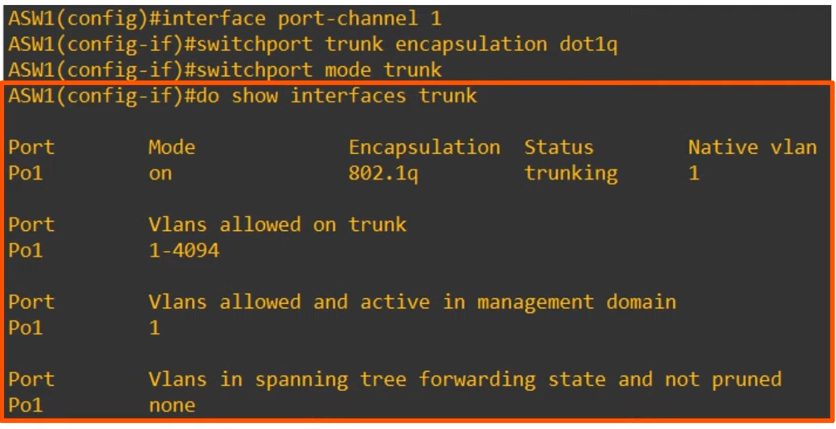 ASW1(config)#interface port-channel 1
ASW1(config-if)#switchport trunk encapsulation dot1q
ASW1(config-if)#switchport mode trunk
ASW1(config-if)#do show interfaces trunk
Port Mode Encapsulation Status Native vlan
Po1 on 802.1q trunking 1
Port Vlans allowed on trunk
Po1 1-4094
Port Vlans allowed and active in management domain
Po1 1
Port Vlans in spanning tree forwarding state and not pruned
Po1 none